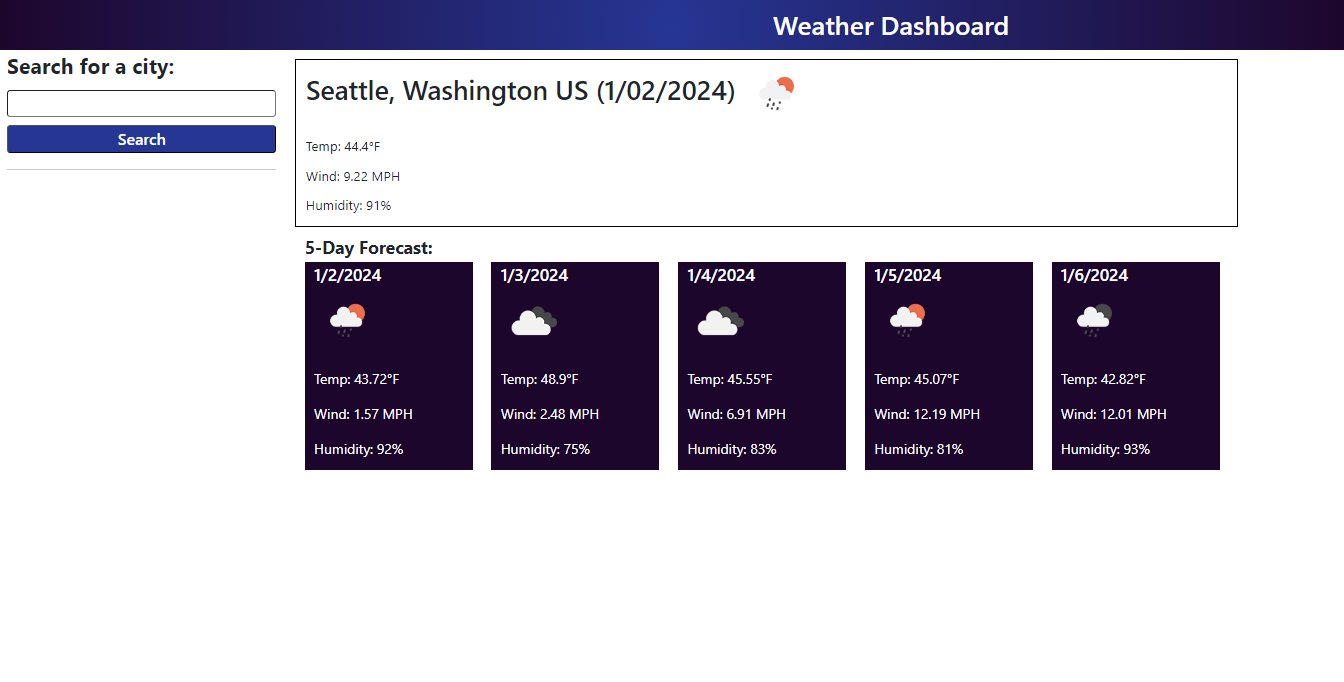 Weather Dashboard
Search for a city:
Search
Seattle, Washington US (1/02/2024)
Temp: 44.4°F
Wind: 9.22 MPH
Humidity: 91%
5-Day Forecast:
1/2/2024
Temp: 43.72°F
Wind: 1.57 MPH
Humidity: 92%
1/3/2024
Temp: 48.9°F
Wind: 2.48 MPH
Humidity: 75%
1/4/2024
Temp: 45.55°F
Wind: 6.91 MPH
Humidity: 83%
1/5/2024
Temp: 45.07°F
Wind: 12.19 MPH
Humidity: 81%
1/6/2024
Temp: 42.82°F
Wind: 12.01 MPH
Humidity: 93%